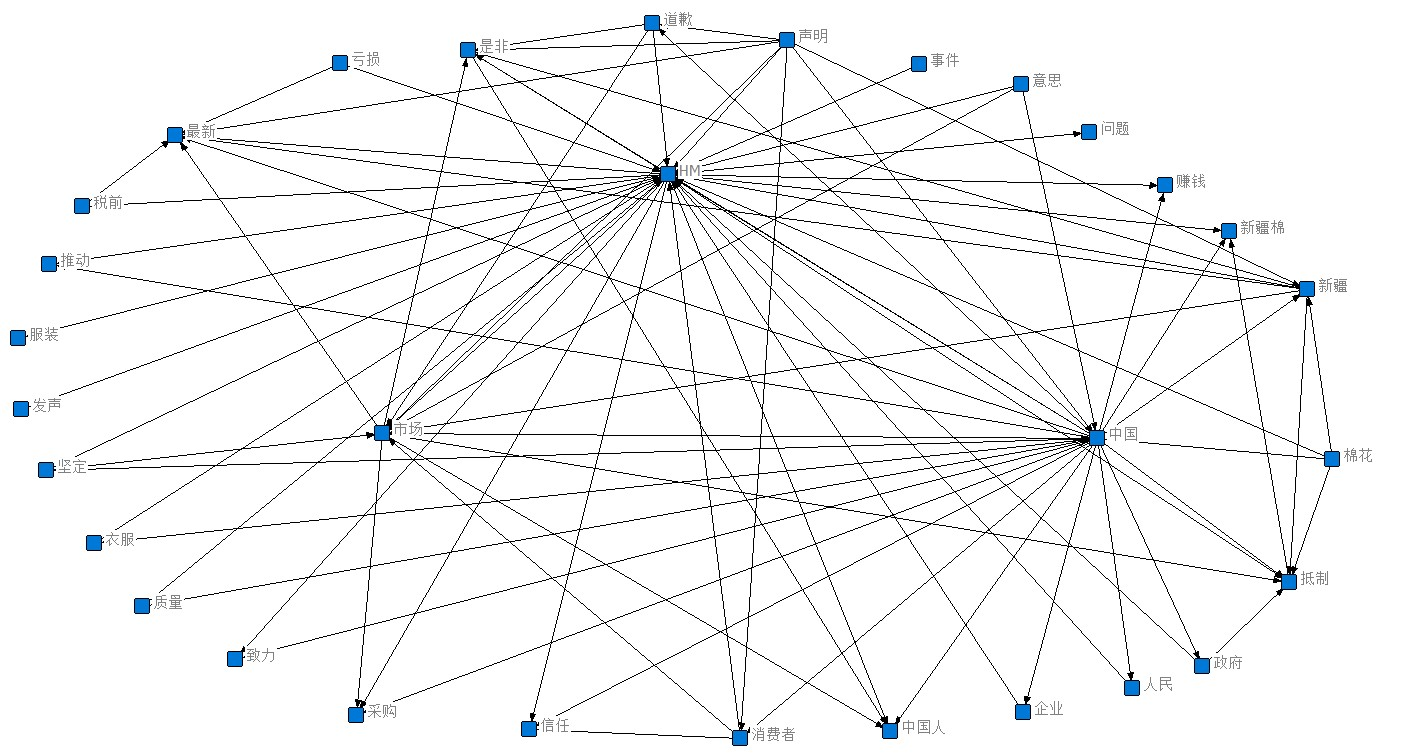 道歉
声明
是非
亏损
事件
意思
最新
问题
HM
赚钱
税前
新疆棉
推动
新疆
服装
发声
市场
中国
棉花
坚定
衣服
抵制
质量
致力
政府
人民
采购
企业
信任
中国人
消费者